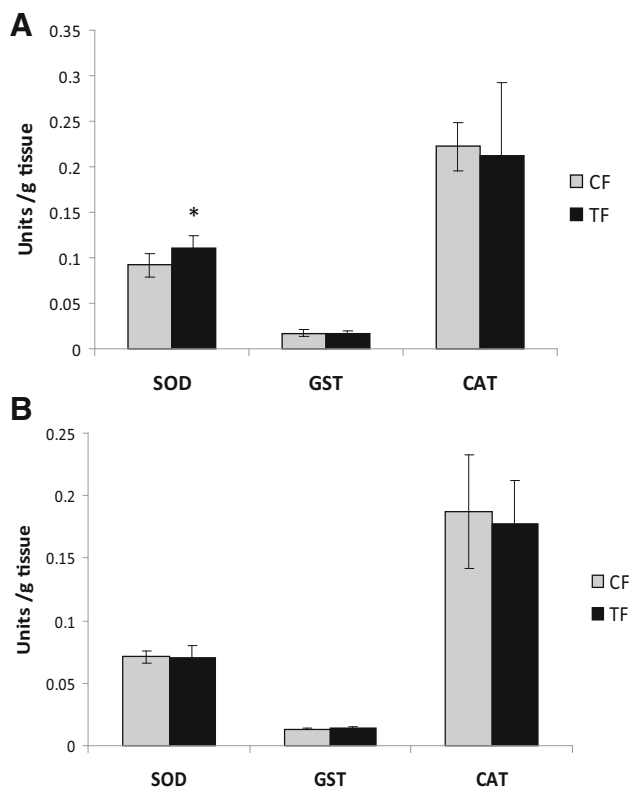 A
Units /g tissue
0.35
0.3
0.25
0.2
0.15
0.1
0.05
0
*
CF
TF
SOD GST CAT
B
Units /g tissue
0.25
0.2
0.15
0.1
0.05
0
CF
TF
SOD GST CAT